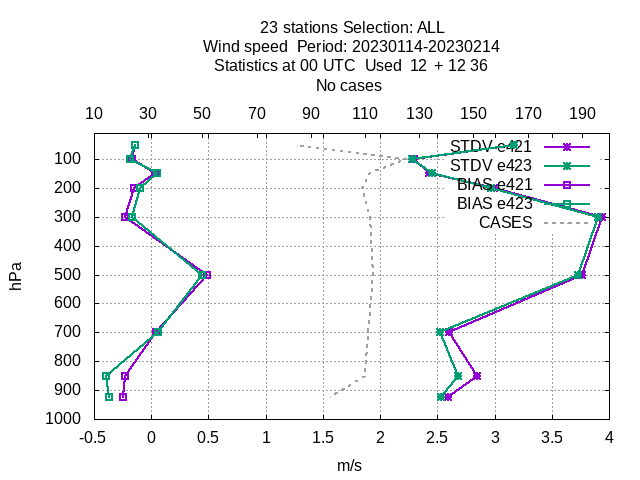 23 stations Selection: ALL
Wind speed  Period: 20230114-20230214
Statistics at 00 UTC  Used  12 + 12 36
No cases
10 30 50 70 90 110 130 150 170 190
STDV e421
STDV e423
BIAS e421
BIAS e423
CASES
hPa
100
200
300
400
500
600
700
800
900
1000
-0.5 0 0.5 1 1.5 2 2.5 3 3.5 4
m/s